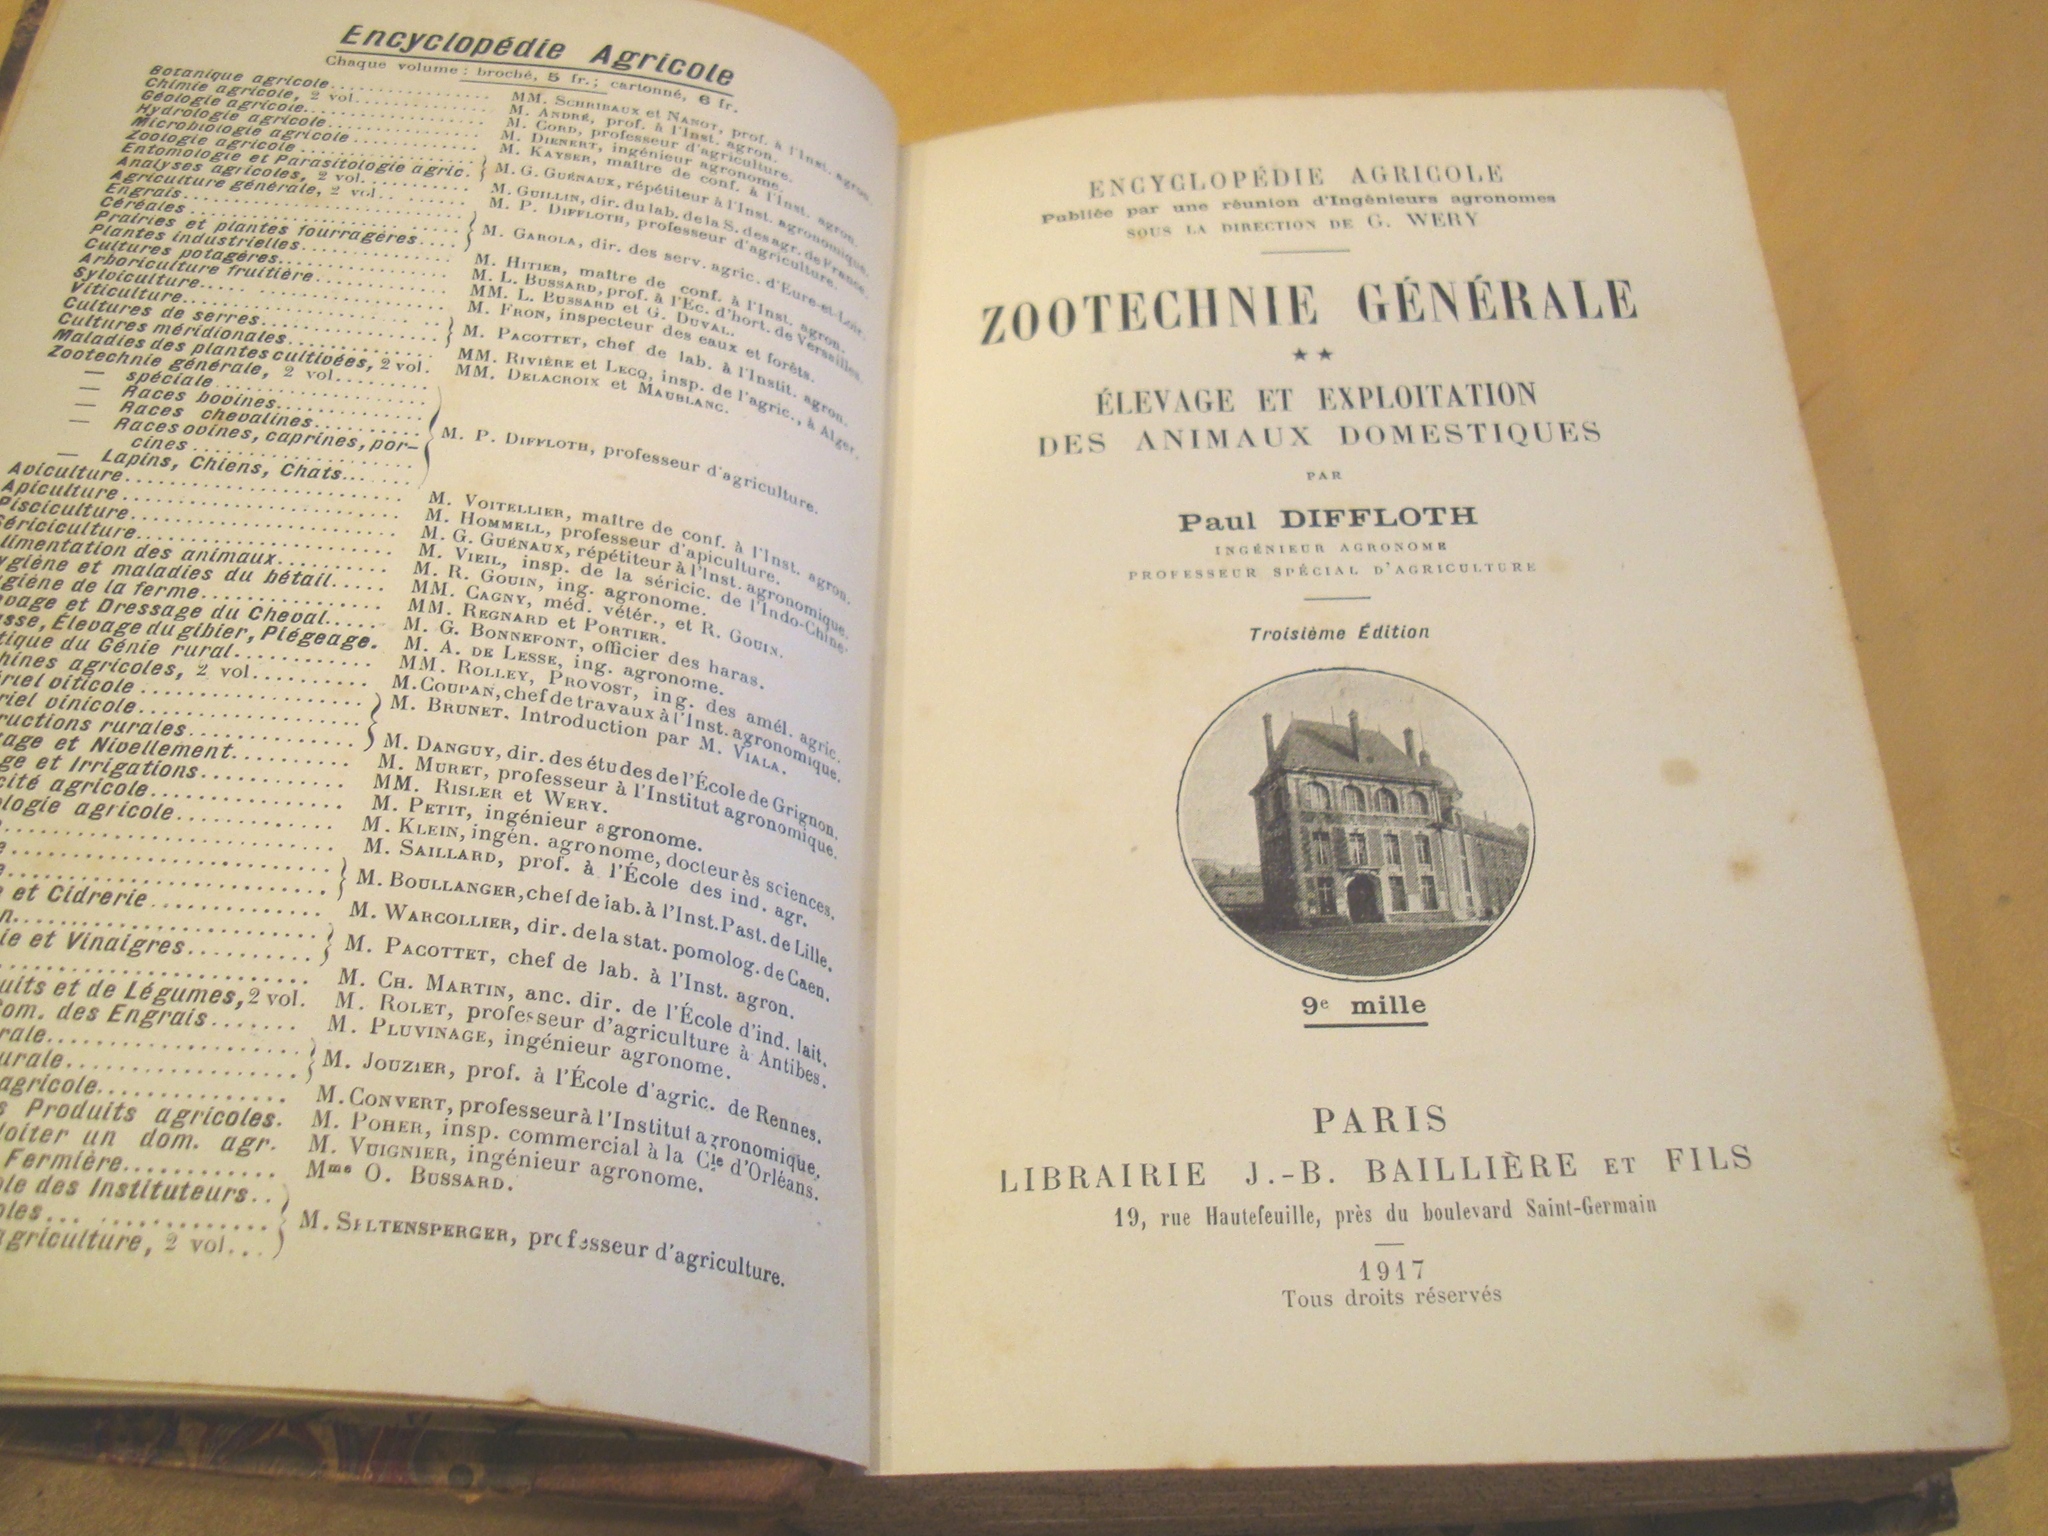 Encyclopédie Agricole
Chaque volume : broché, 5 fr.; cartonné, 6 fr.
Botanique agricole MM. SCHRIBAUX et NANOT, prof. à l'Inst. agron.
Chimie agricole, 2 vol. M. ANDRÉ, prof. à l'Inst. agron.
Géologie agricole M. CORD, professeur d'agriculture.
Hydrologie agricole M. DIENERT, ingénieur agronome.
Microbiologie agricole M. KAYSER, maître de conf. à l'Inst. agron.
Zoologie agricole
Entomologie et Parasitologie agric. M. G. GUÉNAUX, répétiteur à l'Inst. agronomique.
Analyses agricoles, 2 vol. M. GUILLIN, dir. du lab. de la S. des agr. de France.
Agriculture générale, 2 vol. M. P. DIFFLOTH, professeur d'agriculture.
Engrais
Céréales
Prairies et plantes fourragères M. GAROLA, dir. des serv. agric. d'Eure-et-Loir.
Plantes industrielles M. HITIER, maître de conf. à l'Inst. agron.
Cultures potagères M. L. BUSSARD, prof. à l'Éc. d'hort. de Versailles.
Arboriculture fruitière MM. L. BUSSARD et G. DUVAL.
Sylviculture M. FRON, inspecteur des eaux et forêts.
Viticulture
Cultures de serres M. PACOTTET, chef de lab. à l'Instit. agron.
Cultures méridionales MM. RIVIÈRE et LECQ, insp. de l'agric., à Alger.
Maladies des plantes cultivées, 2 vol. MM. DELACROIX et MAUBLANC.
Zootechnie générale, 2 vol.
— spéciale
— Races bovines
— Races chevalines
— Races ovines, caprines, por-
cines
— Lapins, Chiens, Chats
M. P. DIFFLOTH, professeur d'agriculture.
Aviculture M. VOITELLIER, maître de conf. à l'Inst. agron.
Apiculture M. HOMMELL, professeur d'apiculture.
Pisciculture M. G. GUÉNAUX, répétiteur à l'Inst. agronomique.
Sériciculture M. VIEIL, insp. de la séricic. de l'Indo-Chine.
limentation des animaux M. R. GOUIN, ing. agronome.
ygiène et maladies du bétail MM. CAGNY, méd. vétér., et R. GOUIN.
giène de la ferme MM. REGNARD et PORTIER.
vage et Dressage du Cheval M. G. BONNEFONT, officier des haras.
sse, Élevage du gibier, Piégeage. M. A. DE LESSE, ing. agronome.
tique du Génie rural MM. ROLLEY, PROVOST, ing. des amél. agric.
hines agricoles, 2 vol. M. COUPAN, chef de travaux à l'Inst. agronomique.
riel viticole M. BRUNET. Introduction par M. VIALA.
riel vinicole
ructions rurales M. DANGUY, dir. des études de l'École de Grignon.
age et Nivellement M. MURET, professeur à l'Institut agronomique.
ge et Irrigations MM. RISLER et WERY.
cité agricole M. PETIT, ingénieur agronome.
ologie agricole M. KLEIN, ingén. agronome, docteur ès sciences.
M. SAILLARD, prof. à l'École des ind. agr.
M. BOULLANGER, chef de lab. à l'Inst. Past. de Lille.
et Cidrerie M. WARCOLLIER, dir. de la stat. pomolog. de Caen.
ie et Vinaigres M. PACOTTET, chef de lab. à l'Inst. agron.
M. CH. MARTIN, anc. dir. de l'École d'ind. lait.
uits et de Légumes, 2 vol. M. ROLET, professeur d'agriculture à Antibes.
om. des Engrais M. PLUVINAGE, ingénieur agronome.
rale
urale M. JOUZIER, prof. à l'École d'agric. de Rennes.
agricole M. CONVERT, professeur à l'Institut agronomique.
s Produits agricoles. M. POHER, insp. commercial à la Cie d'Orléans.
loiter un dom. agr. M. VUIGNIER, ingénieur agronome.
Fermière Mme O. BUSSARD.
ole des Instituteurs
oles
agriculture, 2 vol. M. SELTENSPERGER, professeur d'agriculture.
ENCYCLOPÉDIE AGRICOLE
Publiée par une réunion d'Ingénieurs agronomes
SOUS LA DIRECTION DE G. WERY
ZOOTECHNIE GÉNÉRALE
★★
ÉLEVAGE ET EXPLOITATION
DES ANIMAUX DOMESTIQUES
PAR
Paul DIFFLOTH
INGÉNIEUR AGRONOME
PROFESSEUR SPÉCIAL D'AGRICULTURE
Troisième Édition
9e mille
PARIS
LIBRAIRIE J.-B. BAILLIÈRE ET FILS
19, rue Hautefeuille, près du boulevard Saint-Germain
1917
Tous droits réservés